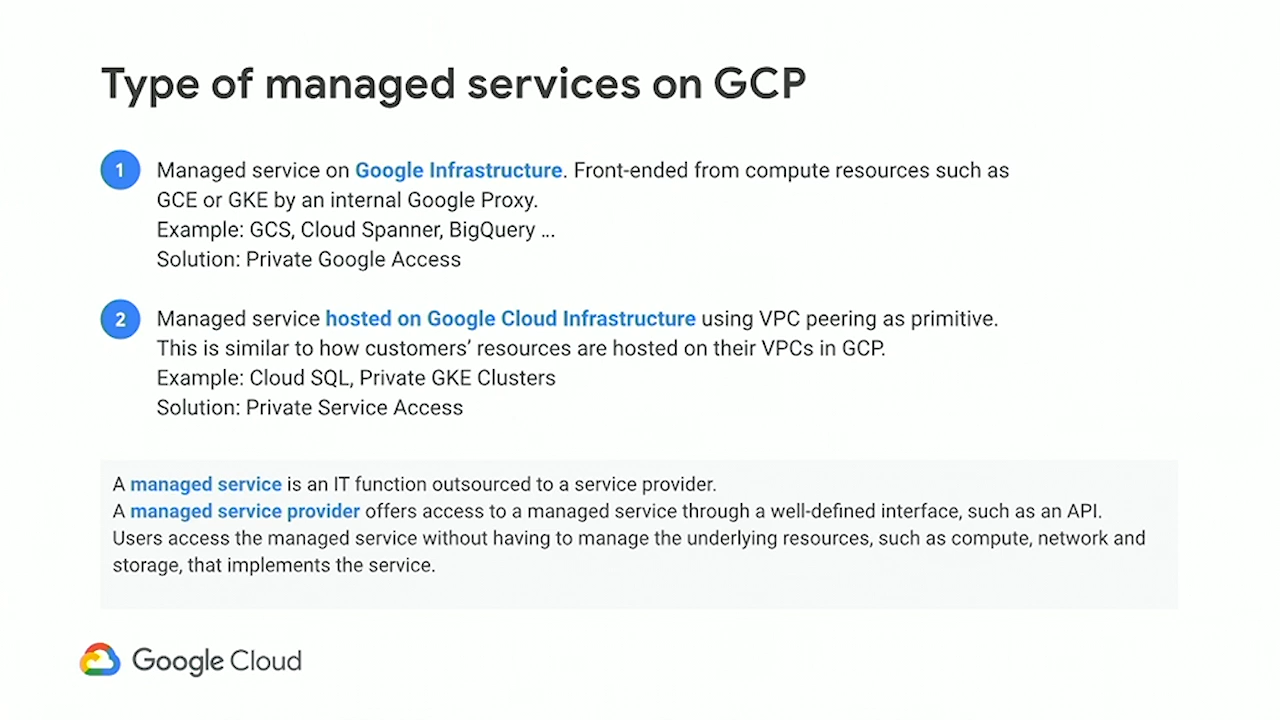 Type of managed services on GCP
1 Managed service on Google Infrastructure. Front-ended from compute resources such as
GCE or GKE by an internal Google Proxy.
Example: GCS, Cloud Spanner, BigQuery ...
Solution: Private Google Access
2 Managed service hosted on Google Cloud Infrastructure using VPC peering as primitive.
This is similar to how customers’ resources are hosted on their VPCs in GCP.
Example: Cloud SQL, Private GKE Clusters
Solution: Private Service Access
A managed service is an IT function outsourced to a service provider.
A managed service provider offers access to a managed service through a well-defined interface, such as an API.
Users access the managed service without having to manage the underlying resources, such as compute, network and
storage, that implements the service.
Google Cloud